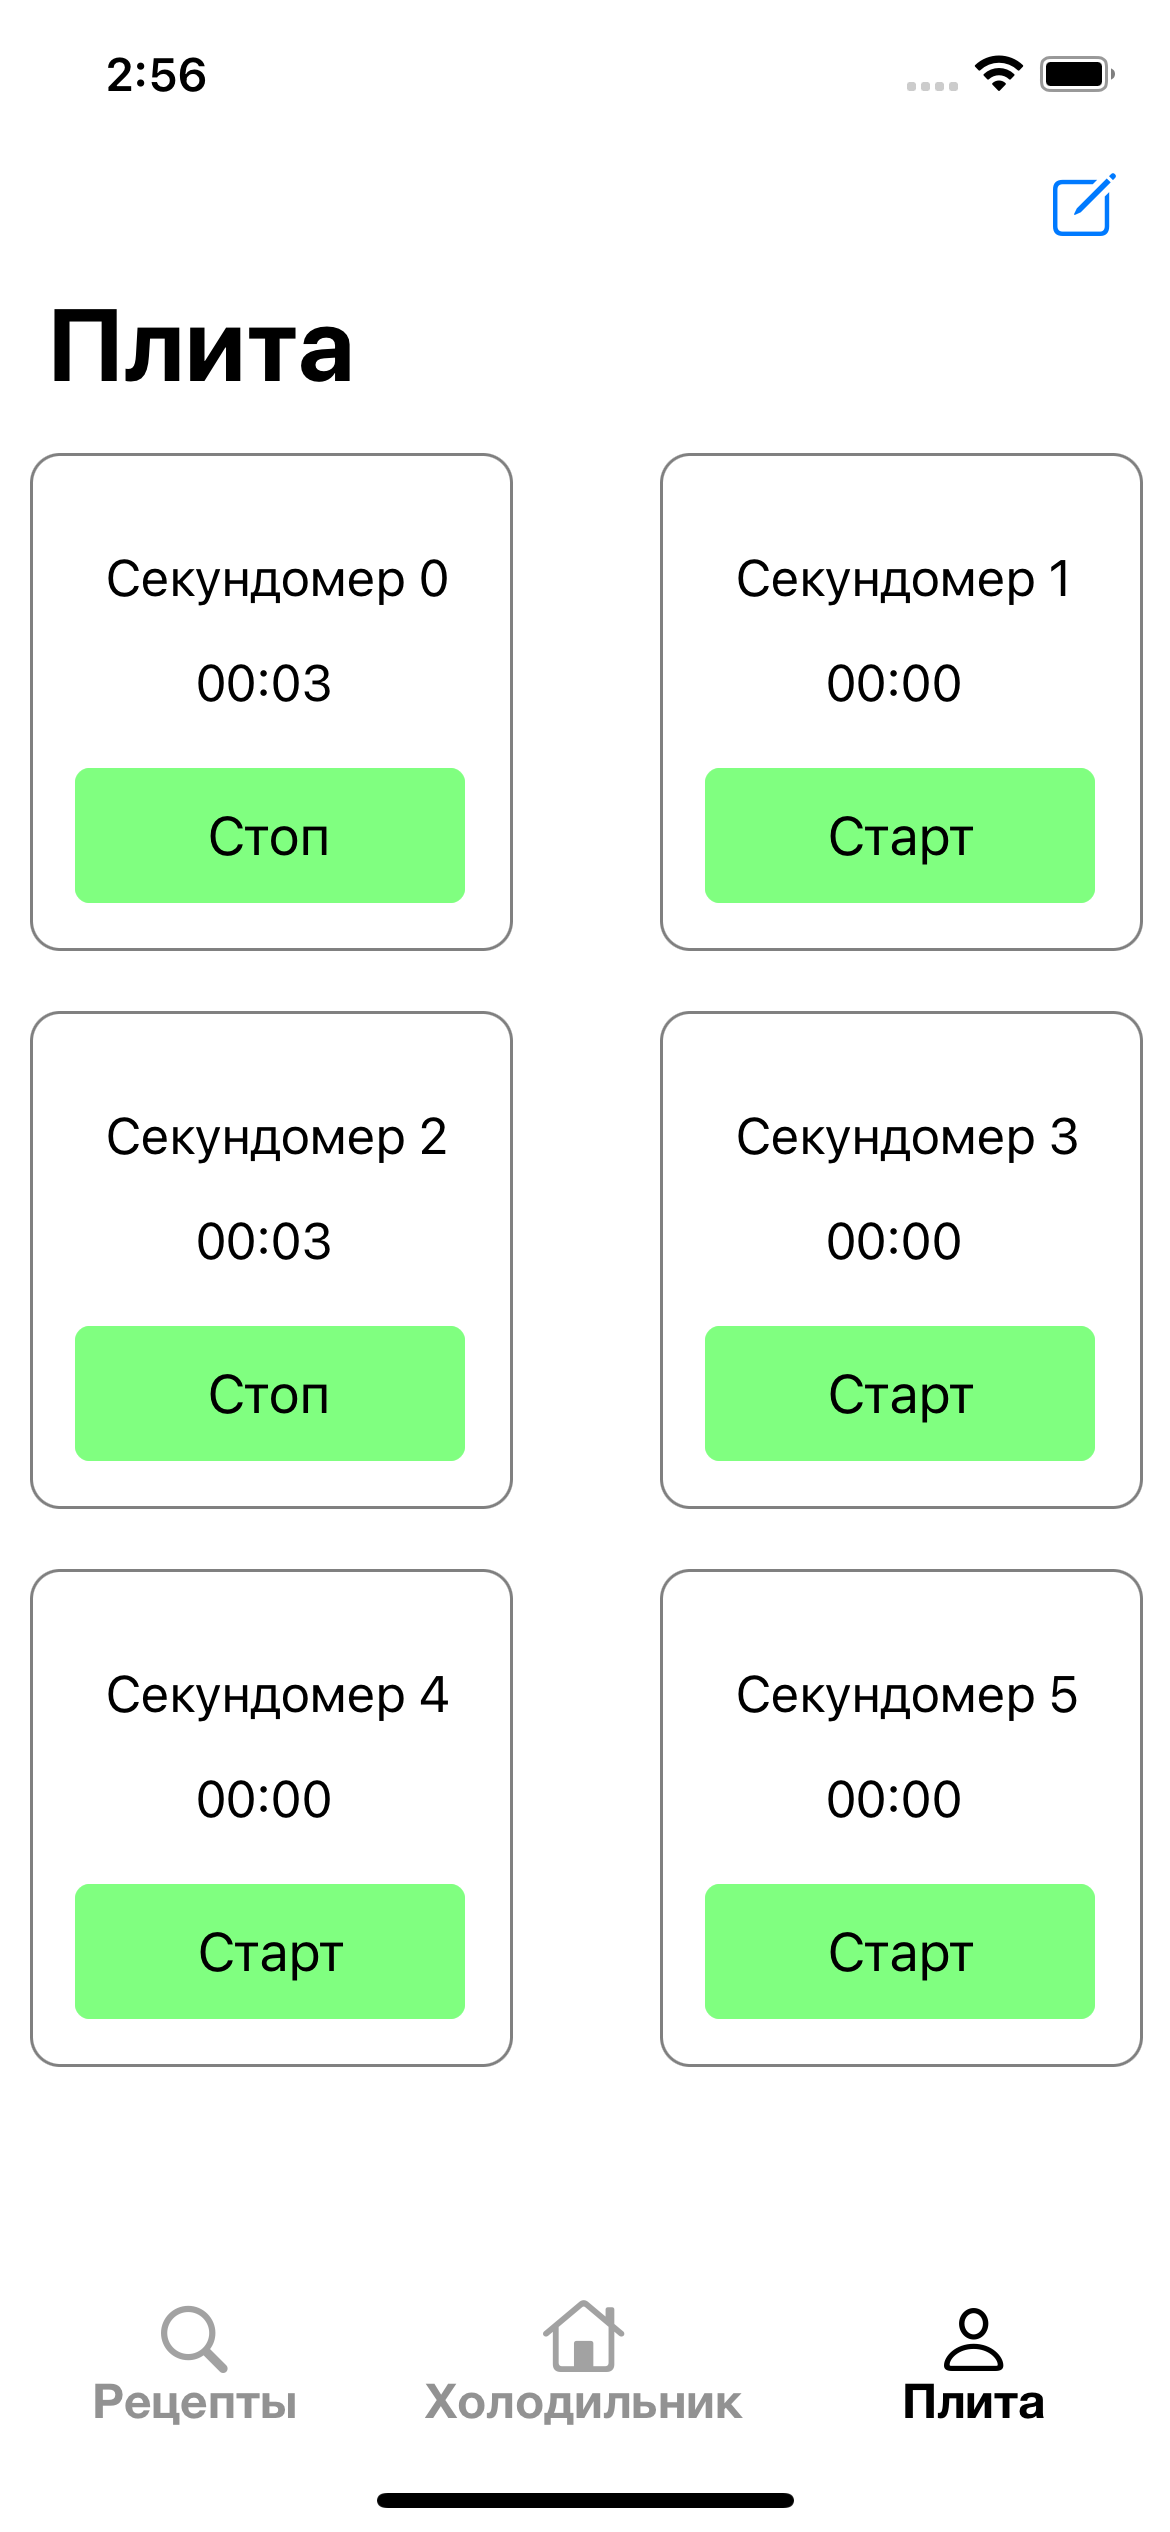 2:56
Плита
Секундомер 0
00:03
Стоп
Секундомер 1
00:00
Старт
Секундомер 2
00:03
Стоп
Секундомер 3
00:00
Старт
Секундомер 4
00:00
Старт
Секундомер 5
00:00
Старт
Рецепты
Холодильник
Плита